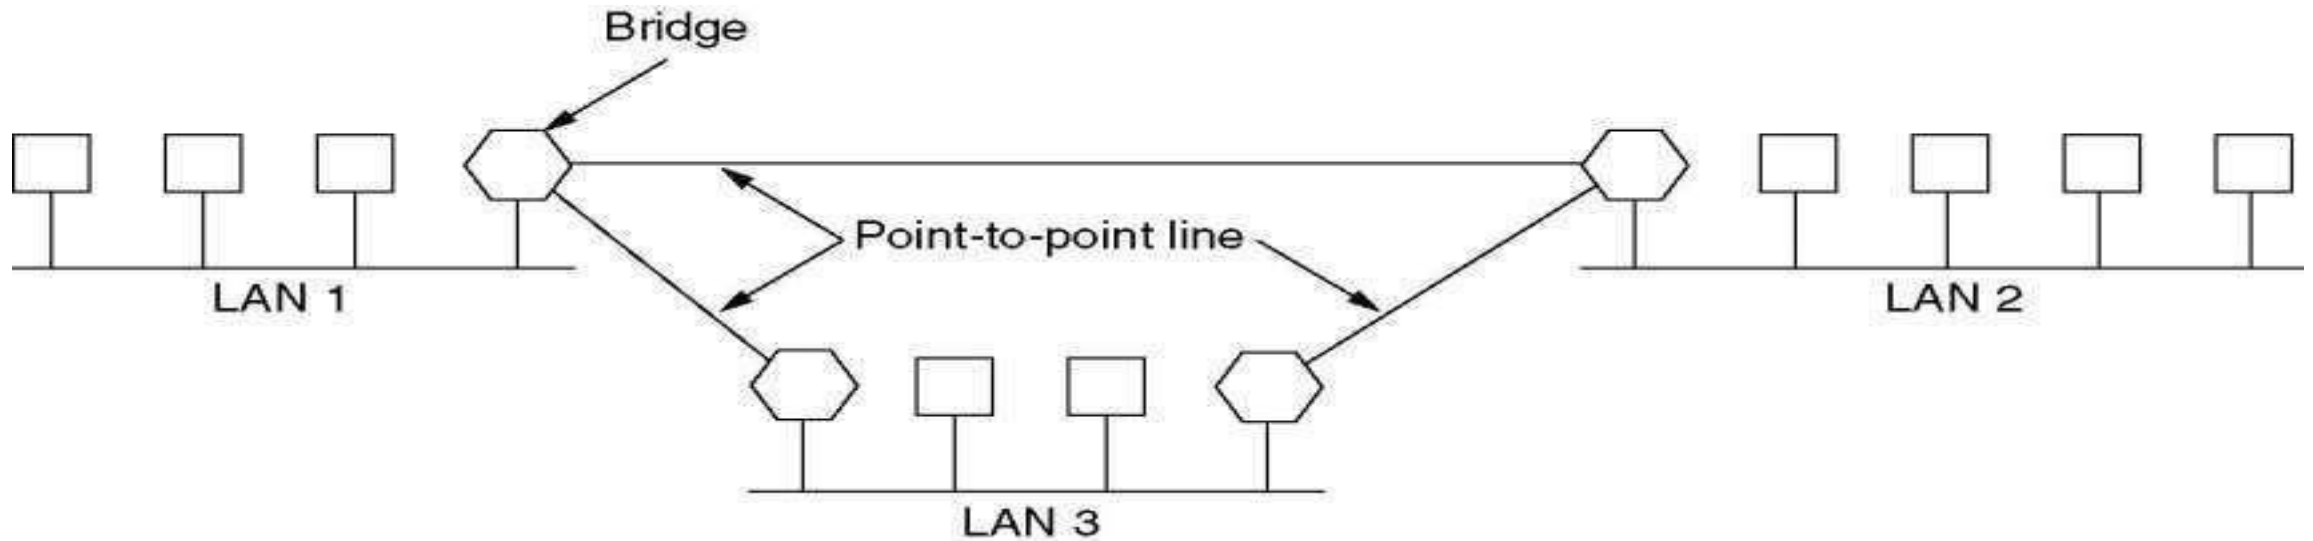 Bridge
Point-to-point line
LAN 1
LAN 2
LAN 3